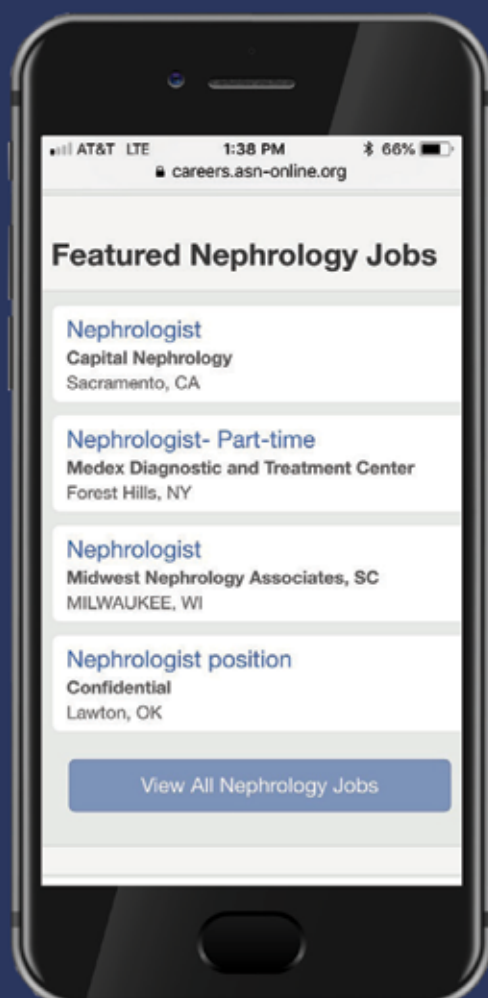 AT&T LTE 1:38 PM 66%
careers.asn-online.org
Featured Nephrology Jobs
Nephrologist
Capital Nephrology
Sacramento, CA
Nephrologist- Part-time
Medex Diagnostic and Treatment Center
Forest Hills, NY
Nephrologist
Midwest Nephrology Associates, SC
MILWAUKEE, WI
Nephrologist position
Confidential
Lawton, OK
View All Nephrology Jobs